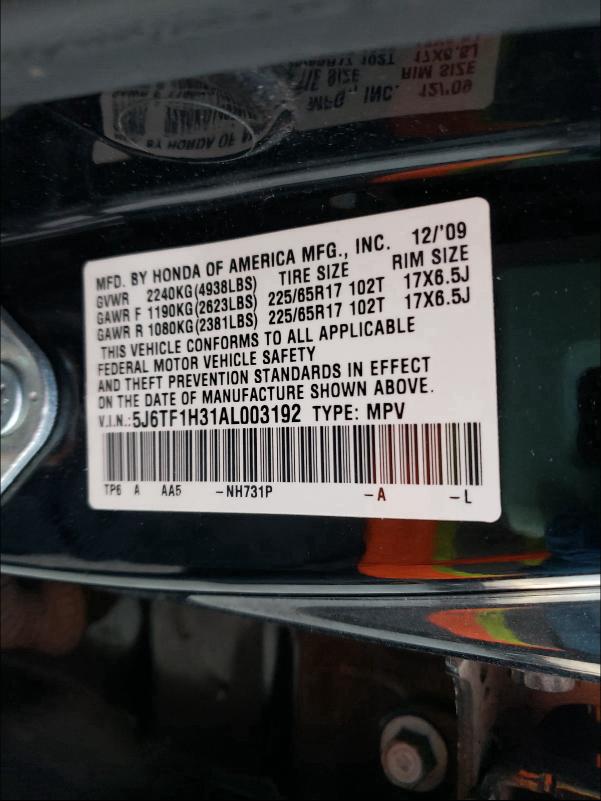 MFD. BY HONDA OF AMERICA MFG., INC. 12/'09
GVWR 2240KG(4938LBS) TIRE SIZE RIM SIZE
GAWR F 1190KG(2623LBS) 225/65R17 102T 17X6.5J
GAWR R 1080KG(2381LBS) 225/65R17 102T 17X6.5J
THIS VEHICLE CONFORMS TO ALL APPLICABLE
FEDERAL MOTOR VEHICLE SAFETY
AND THEFT PREVENTION STANDARDS IN EFFECT
ON THE DATE OF MANUFACTURE SHOWN ABOVE.
V.I.N.: 5J6TF1H31AL003192 TYPE: MPV
TP6 A AA5 -NH731P -A -L